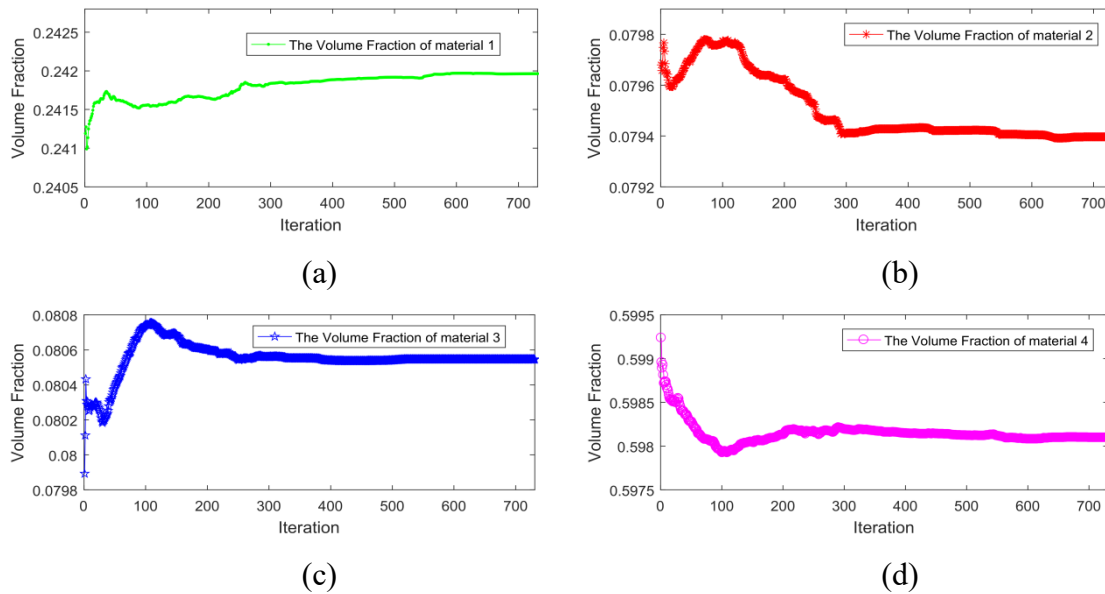 The Volume Fraction of material 1
0.2425
0.242
0.2415
0.241
0.2405
Volume Fraction
0 100 200 300 400 500 600 700
Iteration
(a)
The Volume Fraction of material 2
0.0798
0.0796
0.0794
0.0792
Volume Fraction
0 100 200 300 400 500 600 700
Iteration
(b)
The Volume Fraction of material 3
0.0808
0.0806
0.0804
0.0802
0.08
0.0798
Volume Fraction
0 100 200 300 400 500 600 700
Iteration
(c)
The Volume Fraction of material 4
0.5995
0.599
0.5985
0.598
0.5975
Volume Fraction
0 100 200 300 400 500 600 700
Iteration
(d)